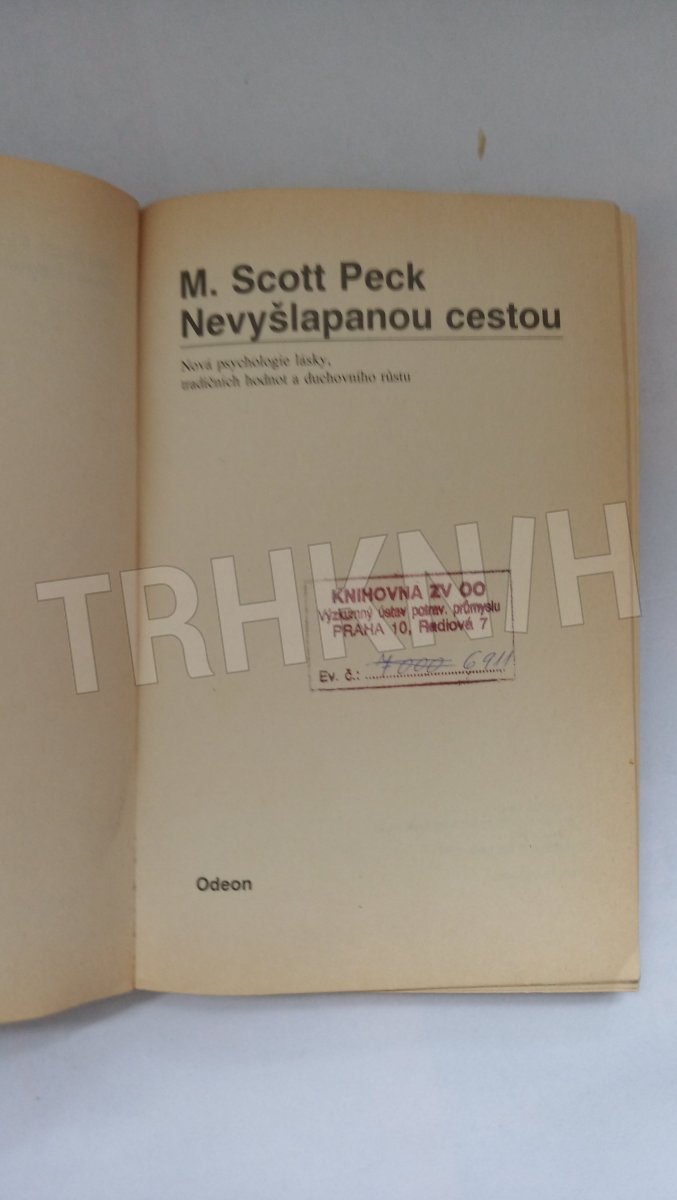 M. Scott Peck
Nevyšlapanou cestou
Nová psychologie lásky,
tradičních hodnot a duchovního růstu
TRHKNIH
KNIHOVNA ZV OO
Výzkumný ústav potrav. průmyslu
PRAHA 10, Radiová 7
Ev. č.: 7000 6911
Odeon